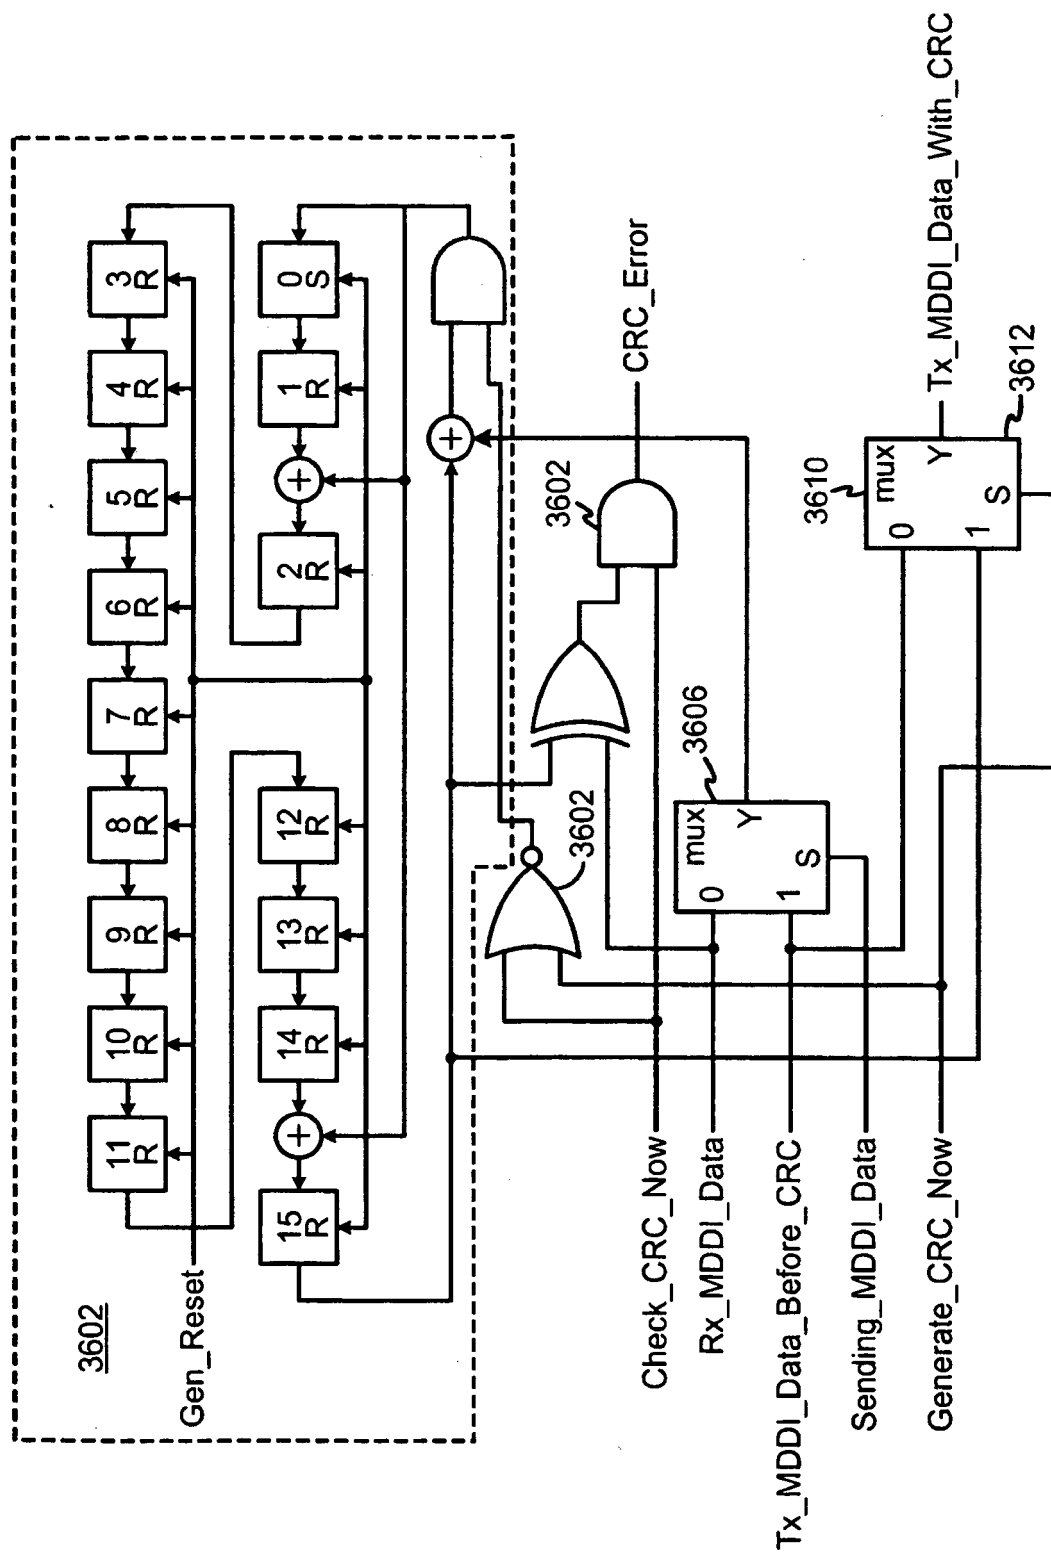 3602
Gen_Reset
11 R
10 R
9 R
8 R
7 R
6 R
5 R
4 R
3 R
15 R
14 R
13 R
12 R
2 R
1 R
0 S
3602
3602
CRC_Error
3606
mux
0
1
Y
S
3610
mux
0
1
Y
S
3612
Tx_MDDI_Data_With_CRC
Check_CRC_Now
Rx_MDDI_Data
Tx_MDDI_Data_Before_CRC
Sending_MDDI_Data
Generate_CRC_Now